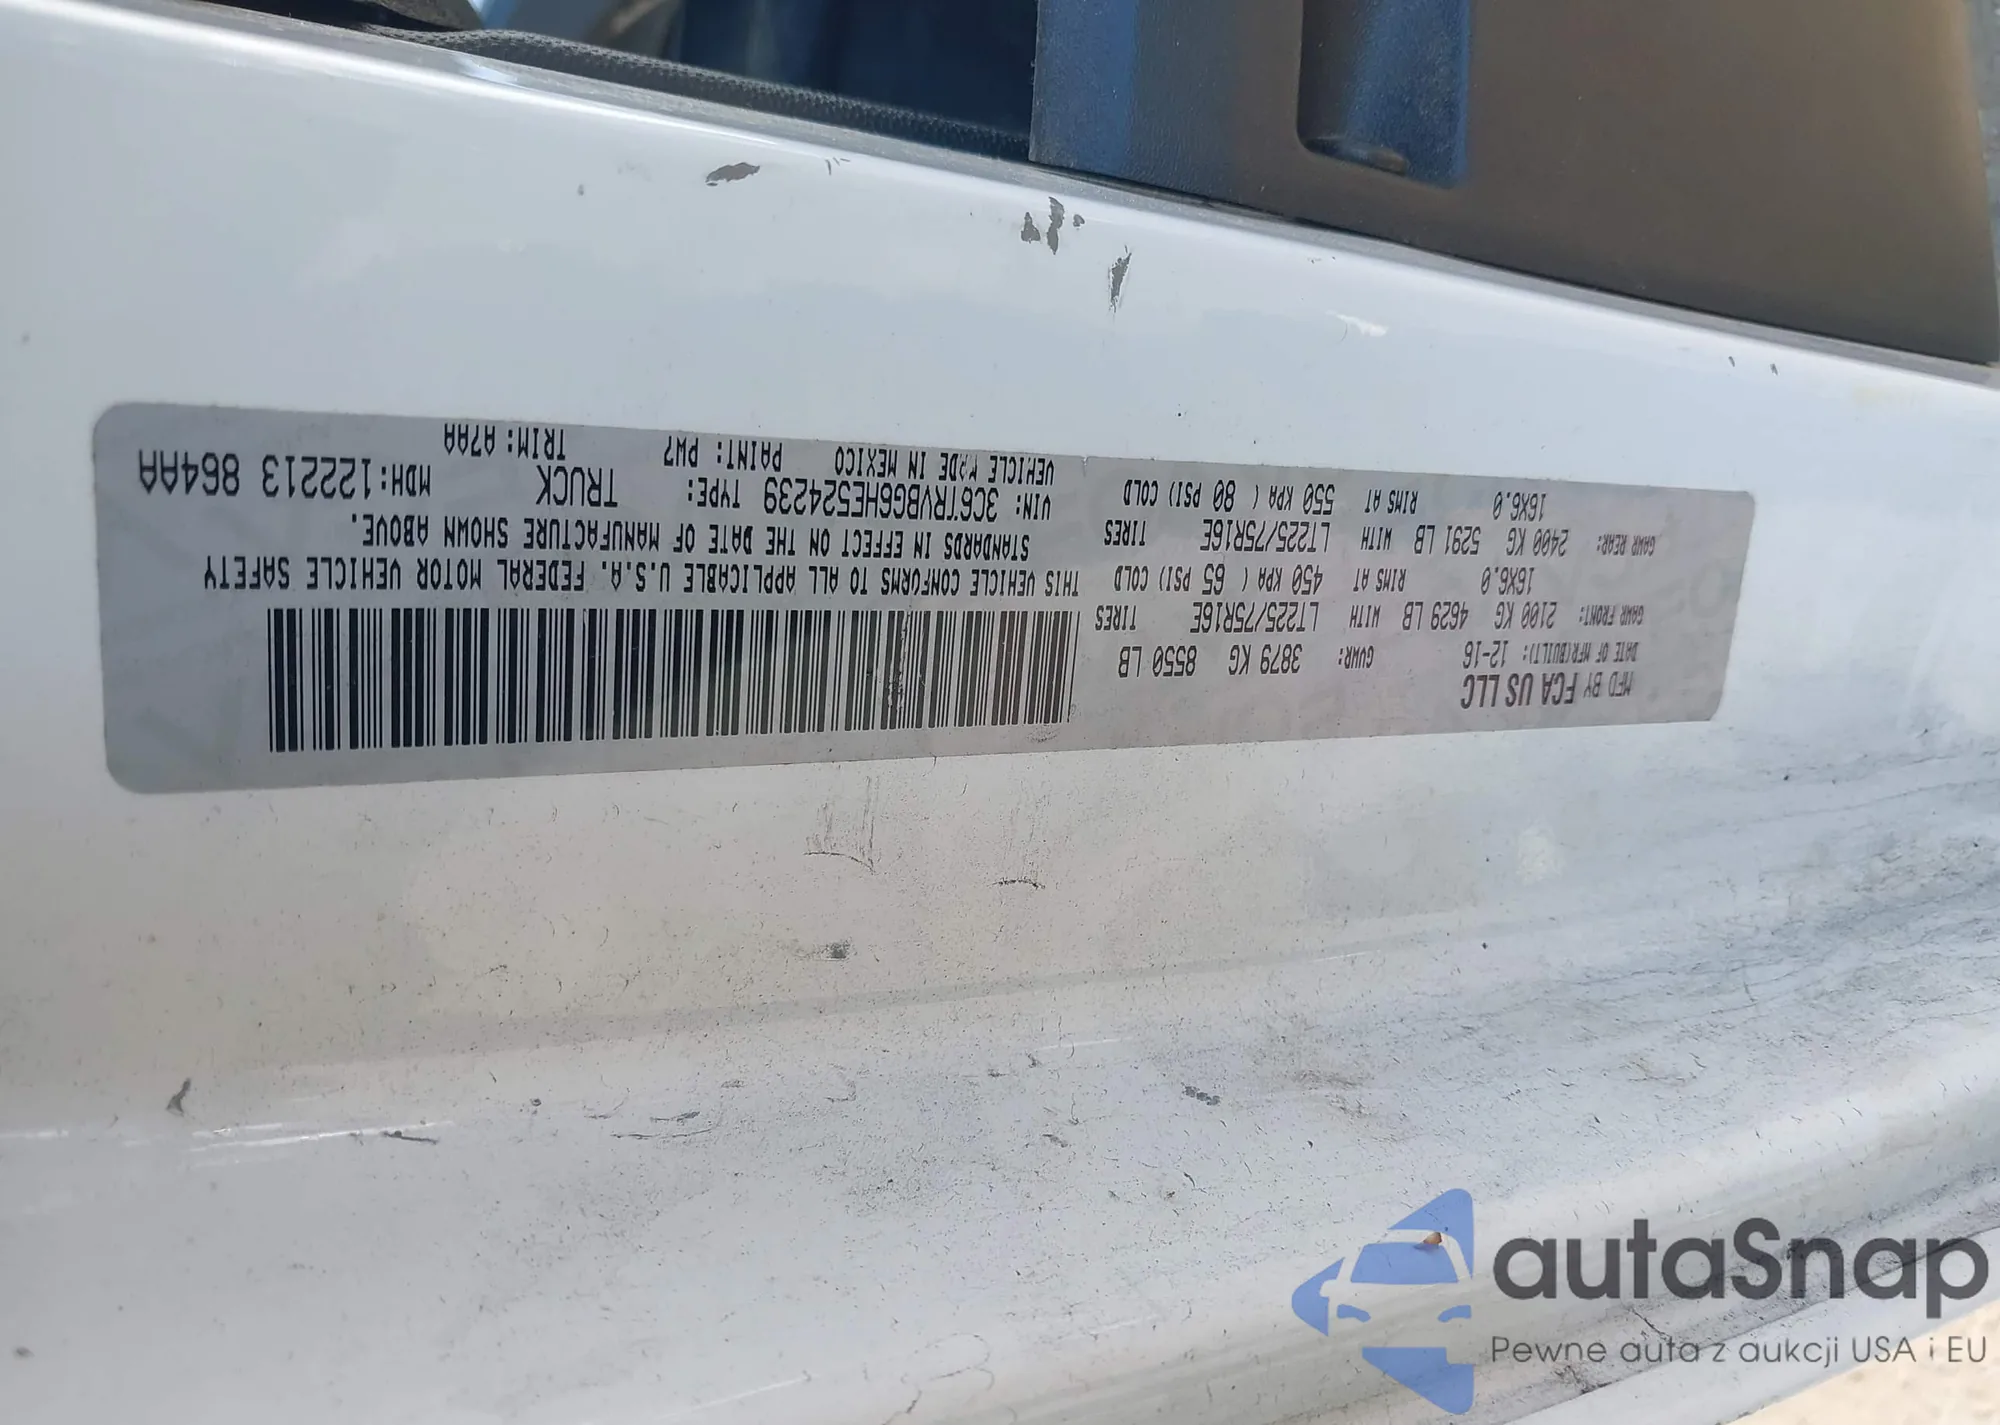 MFD BY FCA US LLC
DATE OF MFR(BUILT): 12-16 GVWR: 3879 KG 8550 LB
GAWR FRONT: 2100 KG 4629 LB WITH LT225/75R16E TIRES
16X6.0 RIMS AT 450 KPA ( 65 PSI) COLD
GAWR REAR: 2400 KG 5291 LB WITH LT225/75R16E TIRES
16X6.0 RIMS AT 550 KPA ( 80 PSI) COLD
THIS VEHICLE CONFORMS TO ALL APPLICABLE U.S.A. FEDERAL MOTOR VEHICLE SAFETY
STANDARDS IN EFFECT ON THE DATE OF MANUFACTURE SHOWN ABOVE.
VIN: 3C6TRVBG6HE524239 TYPE: TRUCK MDH:122213 864AA
VEHICLE MADE IN MEXICO PAINT: PW7 TRIM: A7AA
autaSnap
Pewne auta z aukcji USA i EU